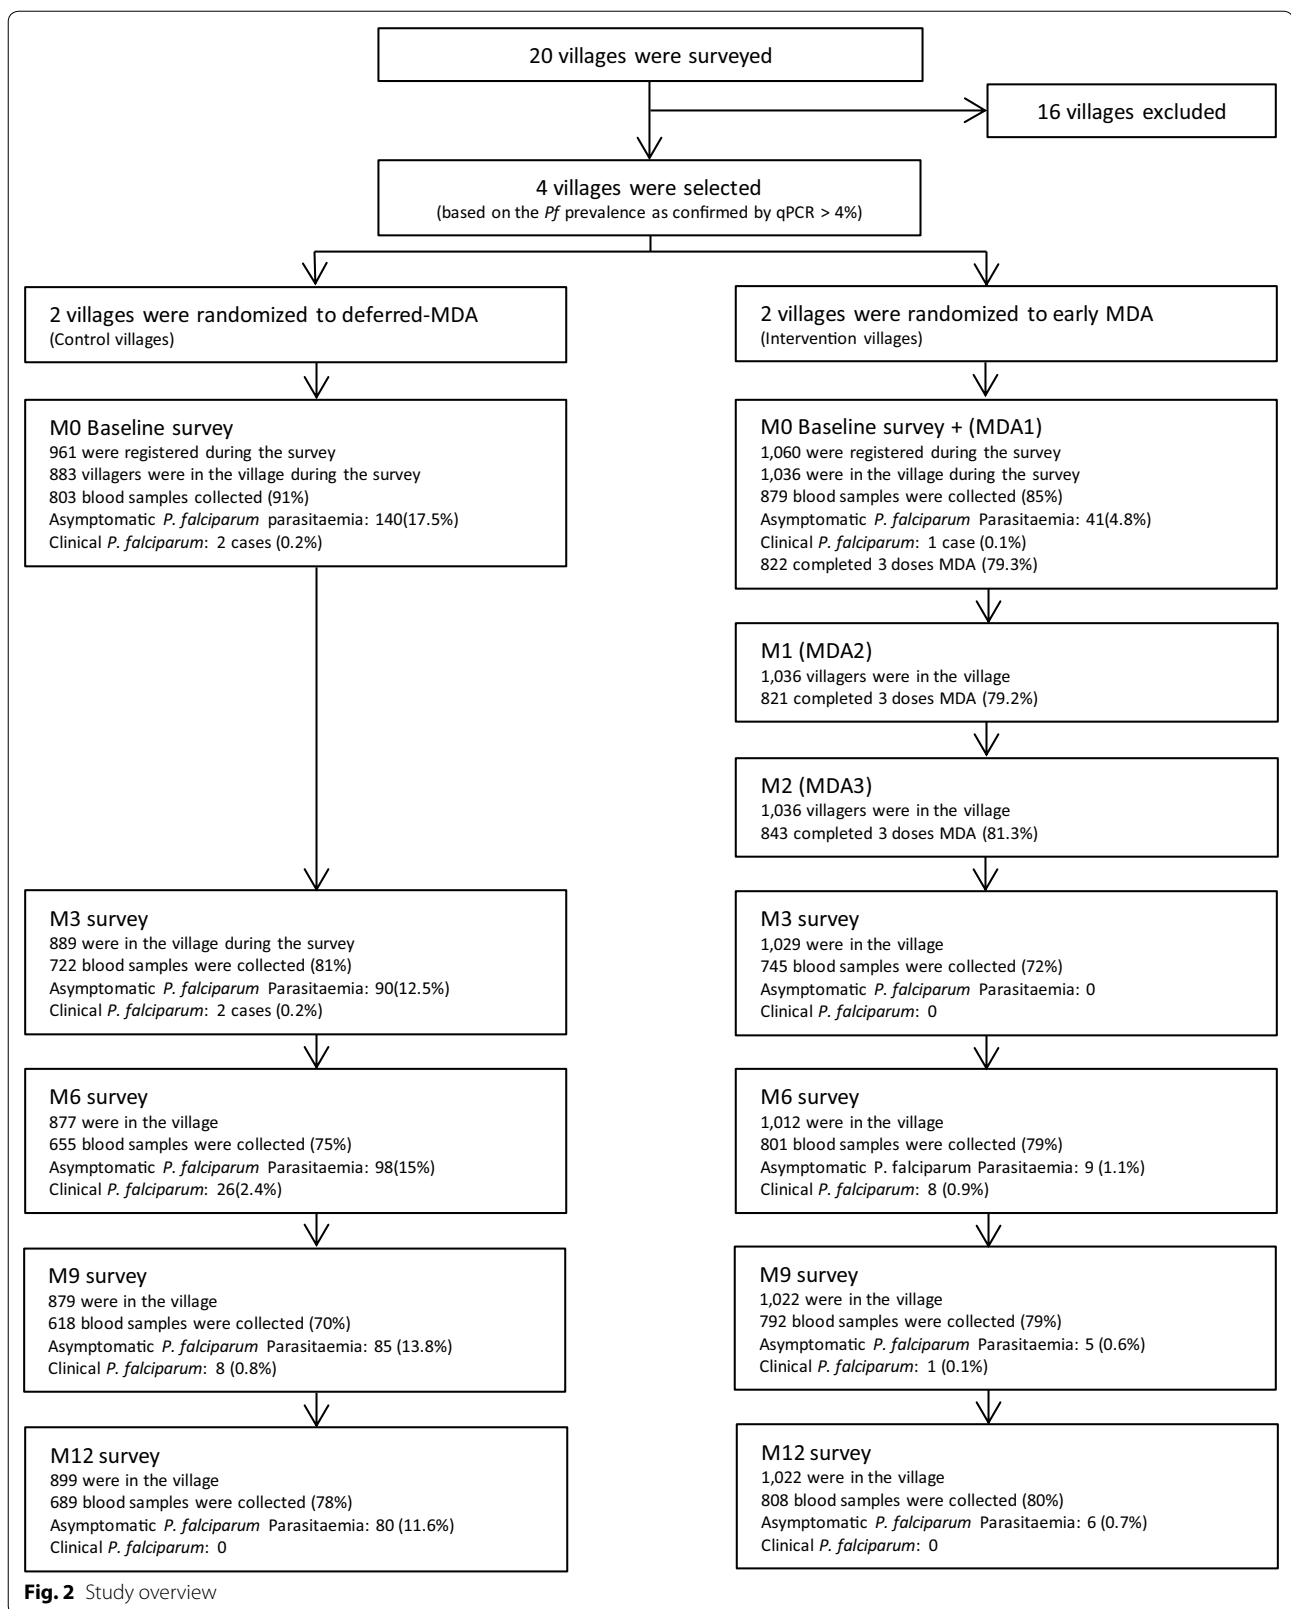 20 villages were surveyed
16 villages excluded
4 villages were selected
(based on the Pf prevalence as confirmed by qPCR > 4%)
2 villages were randomized to deferred-MDA
(Control villages)
2 villages were randomized to early MDA
(Intervention villages)
M0 Baseline survey
961 were registered during the survey
883 villagers were in the village during the survey
803 blood samples collected (91%)
Asymptomatic P. falciparum parasitaemia: 140(17.5%)
Clinical P. falciparum: 2 cases (0.2%)
M0 Baseline survey + (MDA1)
1,060 were registered during the survey
1,036 were in the village during the survey
879 blood samples were collected (85%)
Asymptomatic P. falciparum Parasitaemia: 41(4.8%)
Clinical P. falciparum: 1 case (0.1%)
822 completed 3 doses MDA (79.3%)
M1 (MDA2)
1,036 villagers were in the village
821 completed 3 doses MDA (79.2%)
M2 (MDA3)
1,036 villagers were in the village
843 completed 3 doses MDA (81.3%)
M3 survey
889 were in the village during the survey
722 blood samples were collected (81%)
Asymptomatic P. falciparum Parasitaemia: 90(12.5%)
Clinical P. falciparum: 2 cases (0.2%)
M3 survey
1,029 were in the village
745 blood samples were collected (72%)
Asymptomatic P. falciparum Parasitaemia: 0
Clinical P. falciparum: 0
M6 survey
877 were in the village
655 blood samples were collected (75%)
Asymptomatic P. falciparum Parasitaemia: 98(15%)
Clinical P. falciparum: 26(2.4%)
M6 survey
1,012 were in the village
801 blood samples were collected (79%)
Asymptomatic P. falciparum Parasitaemia: 9 (1.1%)
Clinical P. falciparum: 8 (0.9%)
M9 survey
879 were in the village
618 blood samples were collected (70%)
Asymptomatic P. falciparum Parasitaemia: 85 (13.8%)
Clinical P. falciparum: 8 (0.8%)
M9 survey
1,022 were in the village
792 blood samples were collected (79%)
Asymptomatic P. falciparum Parasitaemia: 5 (0.6%)
Clinical P. falciparum: 1 (0.1%)
M12 survey
899 were in the village
689 blood samples were collected (78%)
Asymptomatic P. falciparum Parasitaemia: 80 (11.6%)
Clinical P. falciparum: 0
M12 survey
1,022 were in the village
808 blood samples were collected (80%)
Asymptomatic P. falciparum Parasitaemia: 6 (0.7%)
Clinical P. falciparum: 0
Fig. 2 Study overview